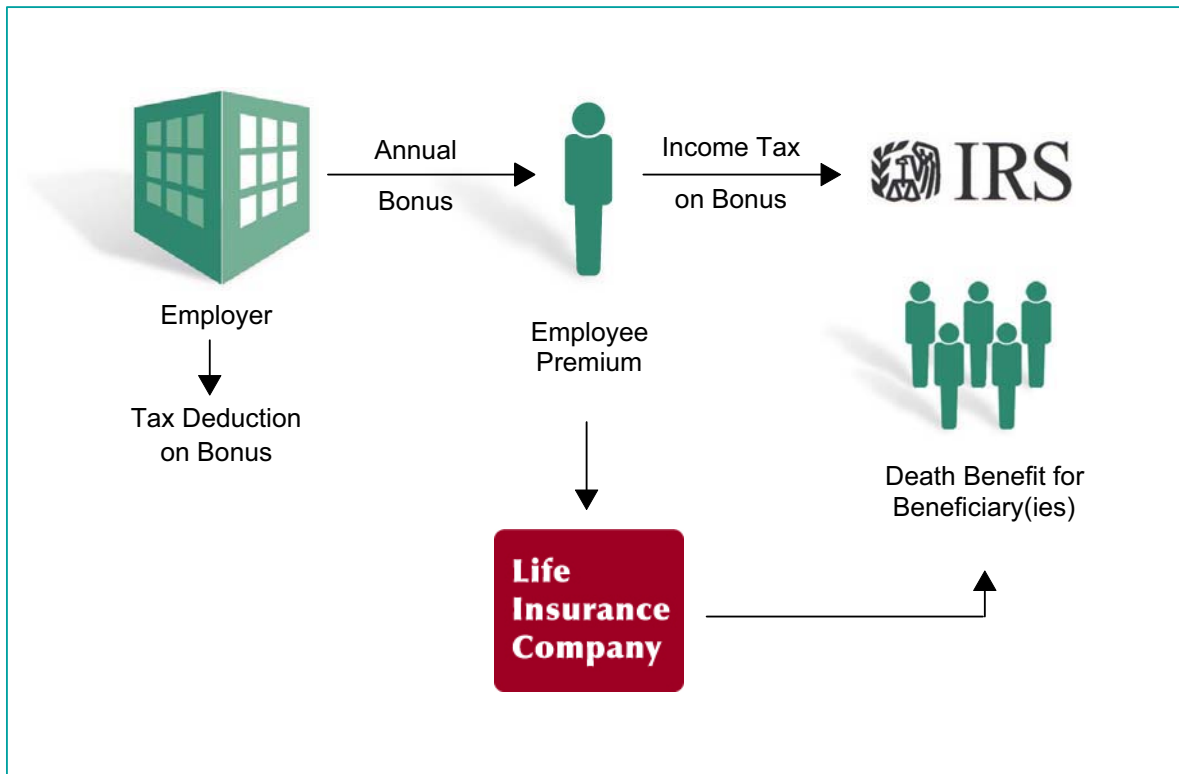 Annual
Bonus
Income Tax
on Bonus
IRS
Employer
Tax Deduction
on Bonus
Employee
Premium
Death Benefit for
Beneficiary(ies)
Life
Insurance
Company